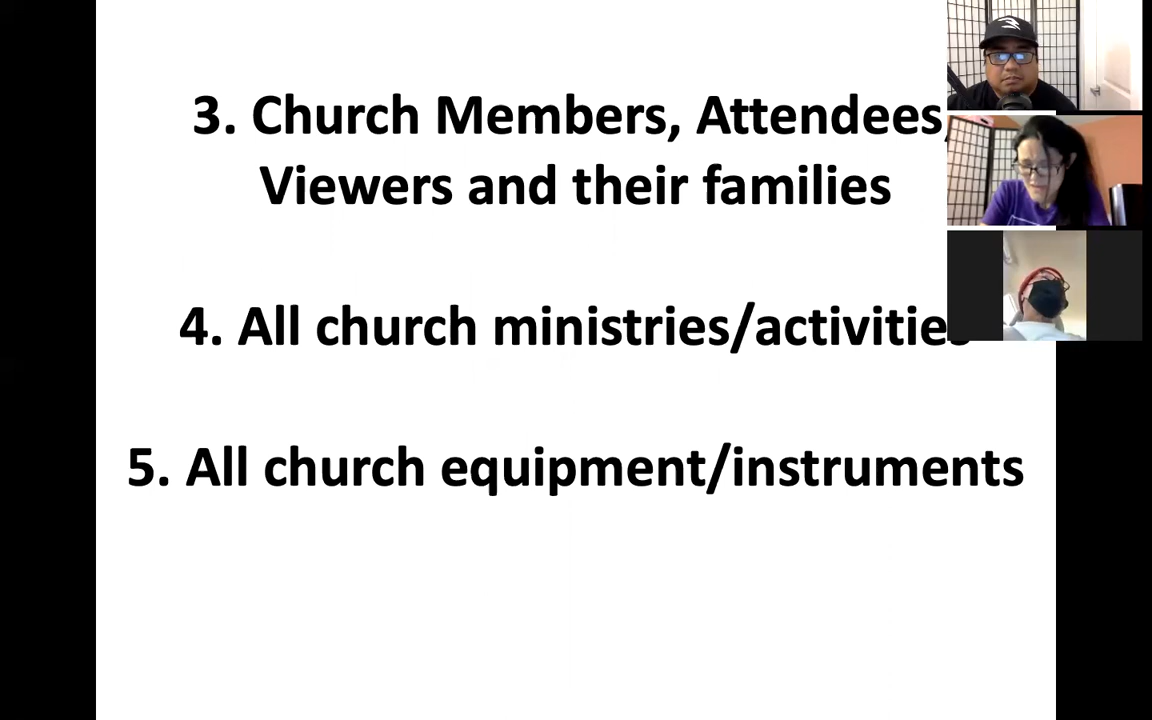 3. Church Members, Attendees,
Viewers and their families
4. All church ministries/activities
5. All church equipment/instruments